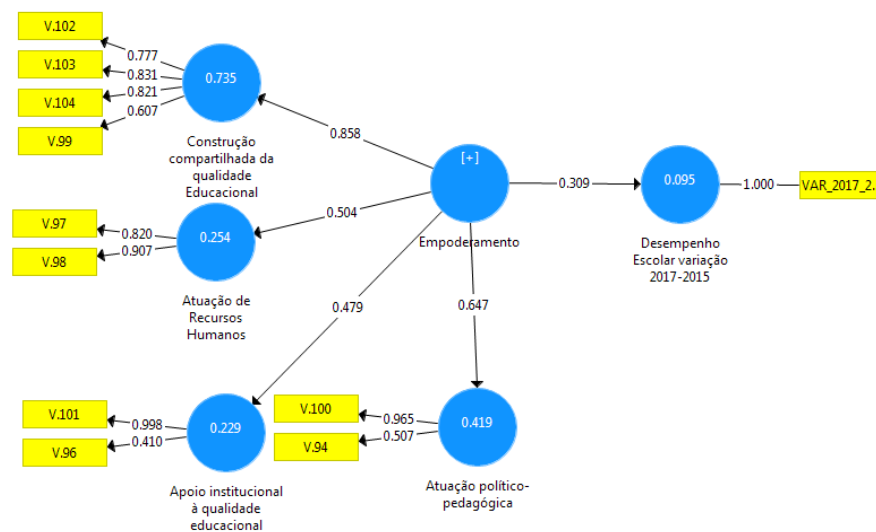 V.102
0.777
V.103
0.831
V.104
0.821
V.99
0.607
0.735
Construção
compartilhada da
qualidade
Educacional
0.858
[+]
Empoderamento
0.309
0.095
1.000
VAR_2017_2.
Desempenho
Escolar variação
2017-2015
V.97
0.820
V.98
0.907
0.254
0.504
Atuação de
Recursos
Humanos
0.479
0.647
V.101
0.998
V.96
0.410
0.229
Apoio institucional
à qualidade
educacional
V.100
0.965
V.94
0.507
0.419
Atuação político-
pedagógica